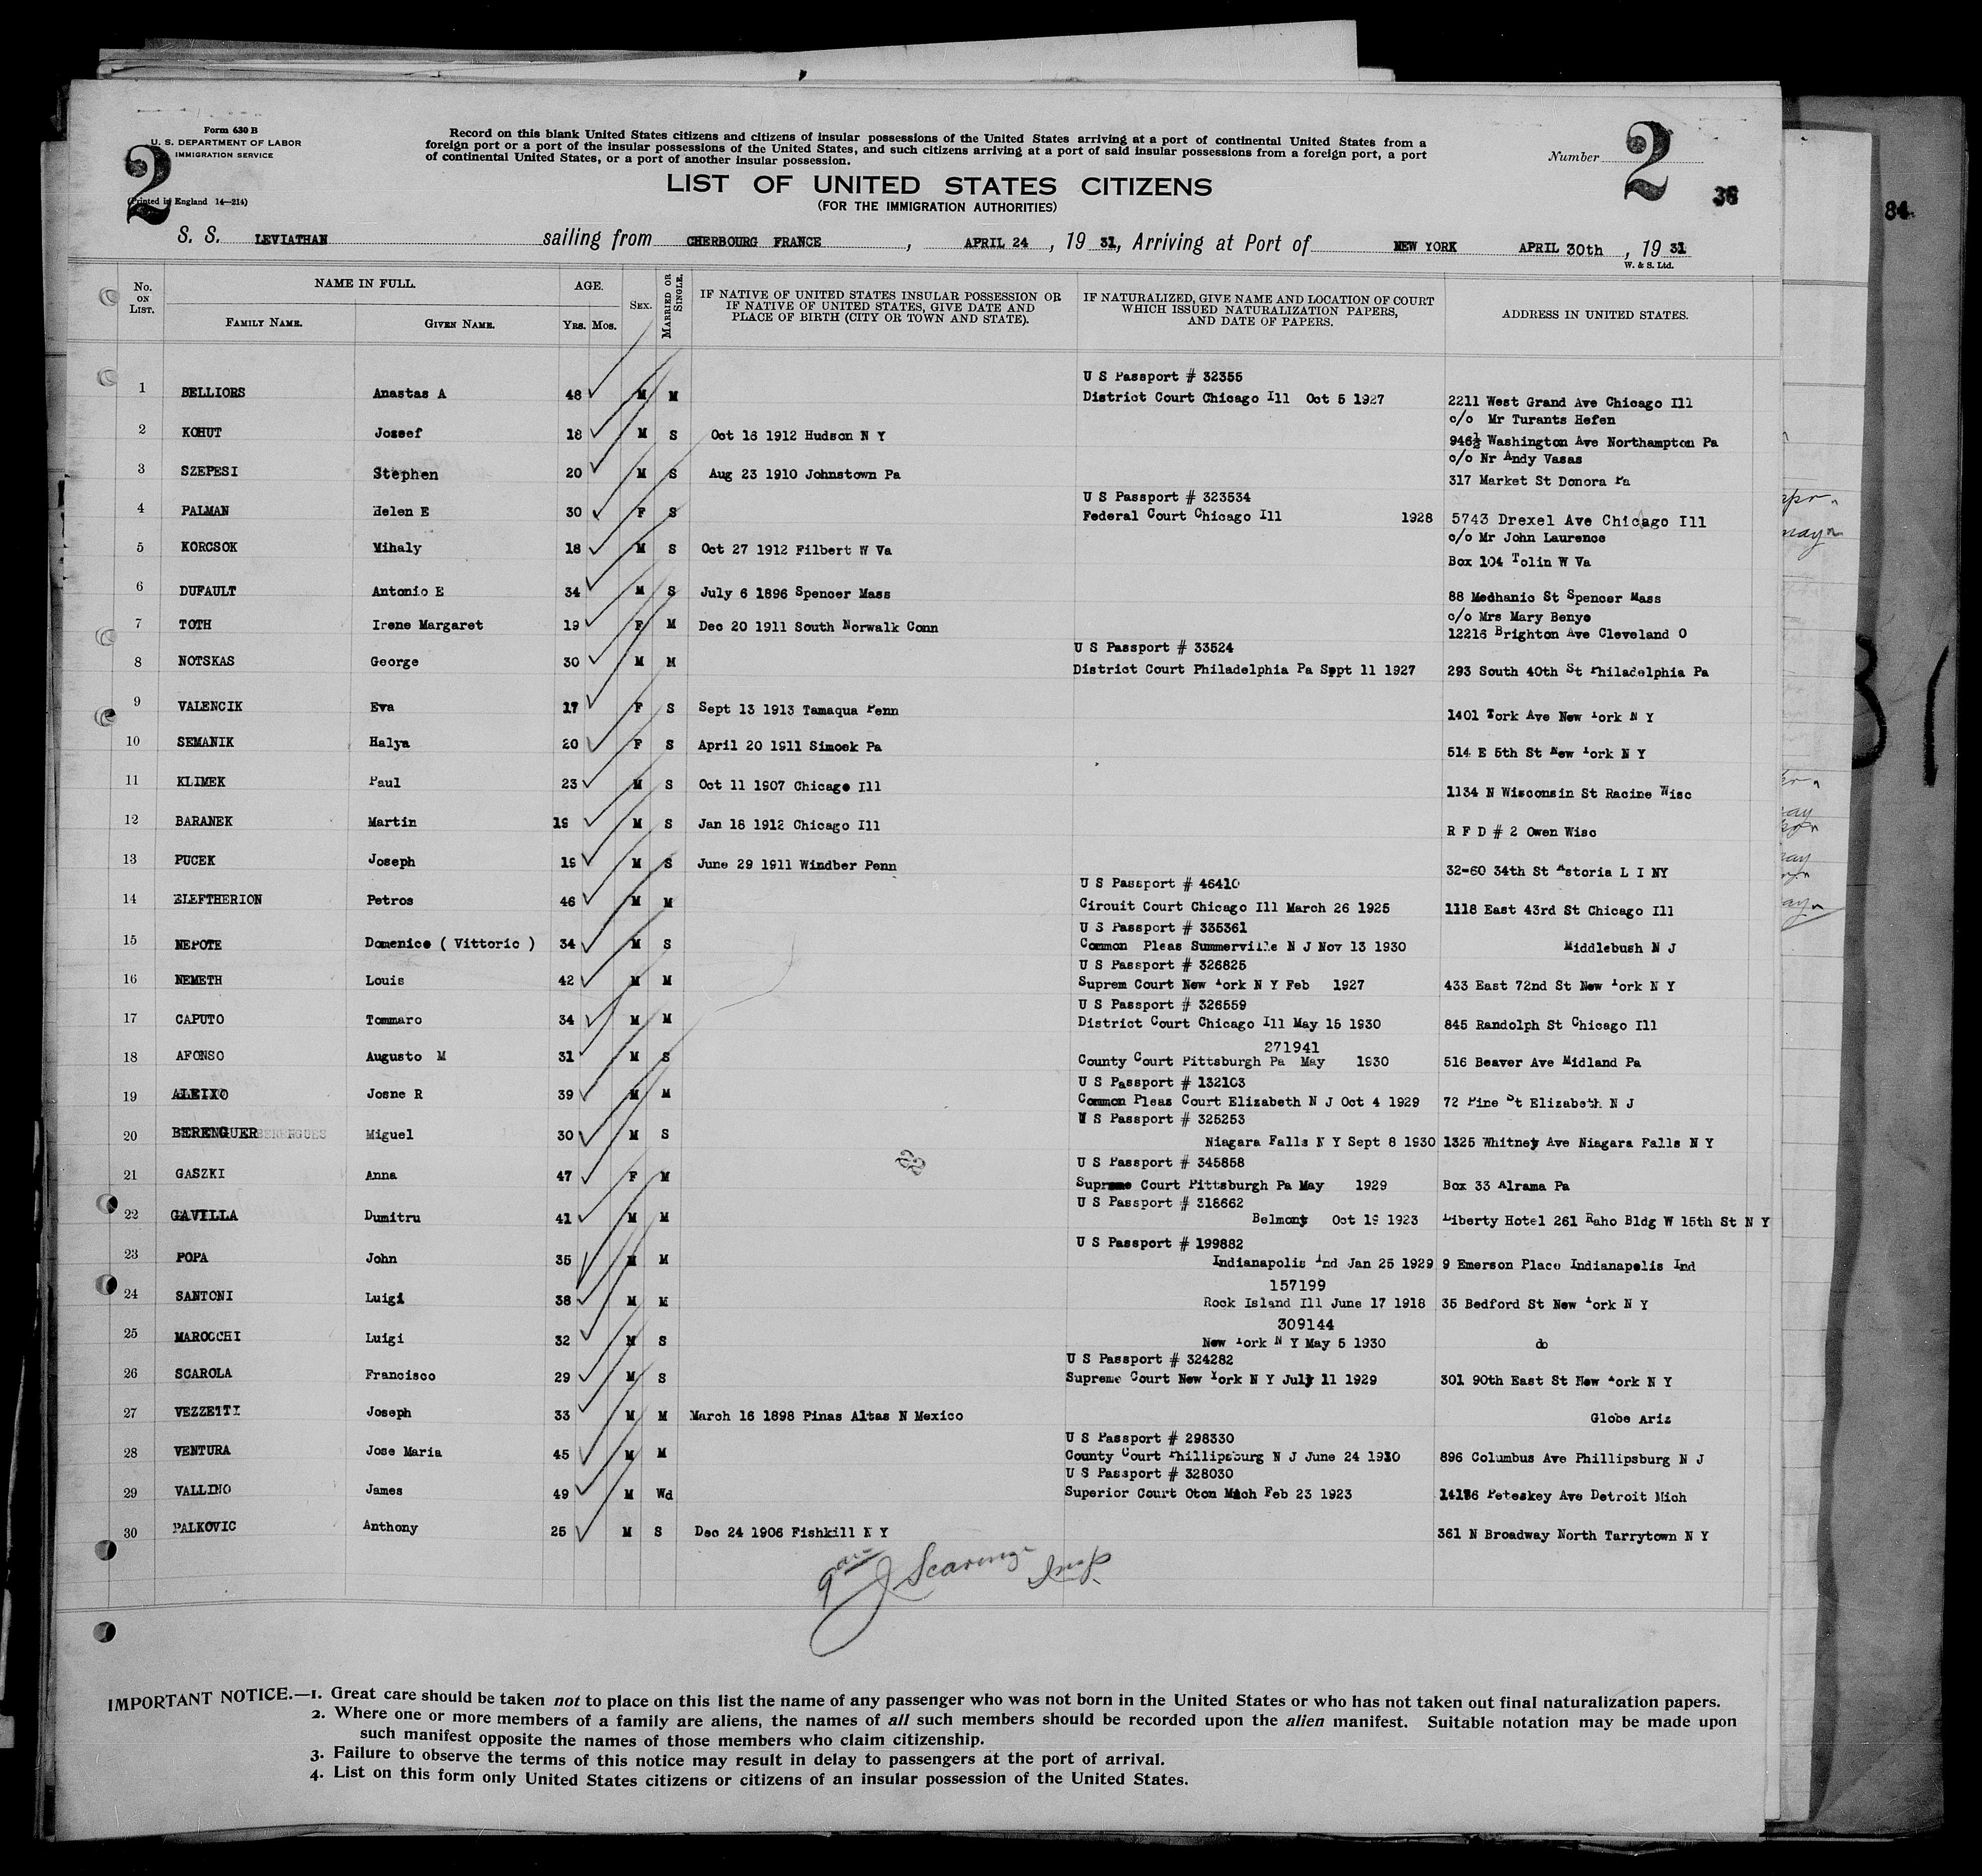 Form 630 B
U. S. DEPARTMENT OF LABOR
IMMIGRATION SERVICE
2
(Printed in England 14—214)
Record on this blank United States citizens and citizens of insular possessions of the United States arriving at a port of continental United States from a
foreign port or a port of the insular possessions of the United States, and such citizens arriving at a port of said insular possessions from a foreign port, a port
of continental United States, or a port of another insular possession.
LIST OF UNITED STATES CITIZENS
(FOR THE IMMIGRATION AUTHORITIES)
Number 2
36
84
S. S. LEVIATHAN sailing from CHERBOURG FRANCE, APRIL 24, 19 31, Arriving at Port of NEW YORK APRIL 30th, 19 31
W. & S. Ltd.
No. ON LIST. NAME IN FULL. FAMILY NAME. GIVEN NAME. AGE. YRS. MOS. SEX. MARRIED OR SINGLE. IF NATIVE OF UNITED STATES INSULAR POSSESSION OR IF NATIVE OF UNITED STATES, GIVE DATE AND PLACE OF BIRTH (CITY OR TOWN AND STATE). IF NATURALIZED, GIVE NAME AND LOCATION OF COURT WHICH ISSUED NATURALIZATION PAPERS, AND DATE OF PAPERS. ADDRESS IN UNITED STATES.
U S Passport # 32355
1 BELLIORS Anastas A 48 M M District Court Chicago Ill Oct 5 1927 2211 West Grand Ave Chicago Ill
c/o Mr Turants Hefen
2 KOHUT Joseef 18 M S Oct 16 1912 Hudson N Y 946½ Washington Ave Northampton Pa
c/o Nr Andy Vasas
3 SZEPESI Stephen 20 M S Aug 23 1910 Johnstown Pa 317 Market St Donora Pa
U S Passport # 323534
4 PALMAN Helen E 30 F S Federal Court Chicago Ill 1928 5743 Drexel Ave Chicago Ill
c/o Mr John Laurence
5 KORCSOK Mihaly 18 M S Oct 27 1912 Filbert W Va Box 104 Tolin W Va
6 DUFAULT Antonio E 34 M S July 6 1896 Spencer Mass 88 Medhanic St Spencer Mass
c/o Mrs Mary Benye
7 TOTH Irene Margaret 19 F M Dec 20 1911 South Norwalk Conn 12216 Brighton Ave Cleveland O
U S Passport # 33524
8 NOTSKAS George 30 M M District Court Philadelphia Pa Sept 11 1927 293 South 40th St Philadelphia Pa
9 VALENCIK Eva 17 F S Sept 13 1913 Tamaqua Penn 1401 York Ave New York N Y
10 SEMANIK Halya 20 F S April 20 1911 Simoek Pa 514 E 5th St New York N Y
11 KLIMEK Paul 23 M S Oct 11 1907 Chicago Ill 1134 N Wisconsin St Racine Wisc
12 BARANEK Martin 19 M S Jan 18 1912 Chicago Ill R F D # 2 Owen Wisc
13 PUCEK Joseph 19 M S June 29 1911 Windber Penn 32-60 34th St Astoria L I NY
U S Passport # 46410
14 ELEFTHERION Petros 46 M M Circuit Court Chicago Ill March 26 1925 1118 East 43rd St Chicago Ill
U S Passport # 335361
15 NEPOTE Domenico ( Vittoric ) 34 M S Common Pleas Summerville N J Nov 13 1930 Middlebush N J
U S Passport # 326825
16 NEMETH Louis 42 M M Suprem Court New York N Y Feb 1927 433 East 72nd St New York N Y
U S Passport # 326559
17 CAPUTO Tommaro 34 M M District Court Chicago Ill May 15 1930 845 Randolph St Chicago Ill
271941
18 AFONSO Augusto M 31 M S County Court Pittsburgh Pa May 1930 516 Beaver Ave Midland Pa
U S Passport # 132103
19 ALEIXO Josne R 39 M M Common Pleas Court Elizabeth N J Oct 4 1929 72 Pine St Elizabeth N J
U S Passport # 325253
20 BERENGUER BERENGUES Miguel 30 M S Niagara Falls N Y Sept 8 1930 1325 Whitney Ave Niagara Falls N Y
22
U S Passport # 345858
21 GASZKI Anna 47 F M Supreme Court Pittsburgh Pa May 1929 Box 33 Alrama Pa
U S Passport # 318662
22 GAVILLA Dumitru 41 M M Belmont Oct 19 1923 Liberty Hotel 261 Raho Bldg W 15th St N Y
U S Passport # 199882
23 POPA John 35 M M Indianapolis Ind Jan 25 1929 9 Emerson Place Indianapolis Ind
157199
24 SANTONI Luigi 38 M M Rock Island Ill June 17 1918 35 Bedford St New York N Y
309144
25 MAROCCHI Luigi 32 M S New York N Y May 5 1930 do
U S Passport # 324282
26 SCAROLA Francisco 29 M S Supreme Court New York N Y July 11 1929 301 90th East St New York N Y
27 VEZZETTI Joseph 33 M M March 16 1898 Pinas Altas N Mexico Globe Ariz
U S Passport # 298330
28 VENTURA Jose Maria 45 M M County Court Phillipsburg N J June 24 1930 896 Columbus Ave Phillipsburg N J
U S Passport # 328030
29 VALLINO James 49 M Wd Superior Court Oton Mich Feb 23 1923 14176 Peteskey Ave Detroit Mich
30 PALKOVIC Anthony 25 M S Dec 24 1906 Fishkill N Y 361 N Broadway North Tarrytown N Y
Insp
IMPORTANT NOTICE.—1. Great care should be taken not to place on this list the name of any passenger who was not born in the United States or who has not taken out final naturalization papers.
2. Where one or more members of a family are aliens, the names of all such members should be recorded upon the alien manifest. Suitable notation may be made upon
such manifest opposite the names of those members who claim citizenship.
3. Failure to observe the terms of this notice may result in delay to passengers at the port of arrival.
4. List on this form only United States citizens or citizens of an insular possession of the United States.